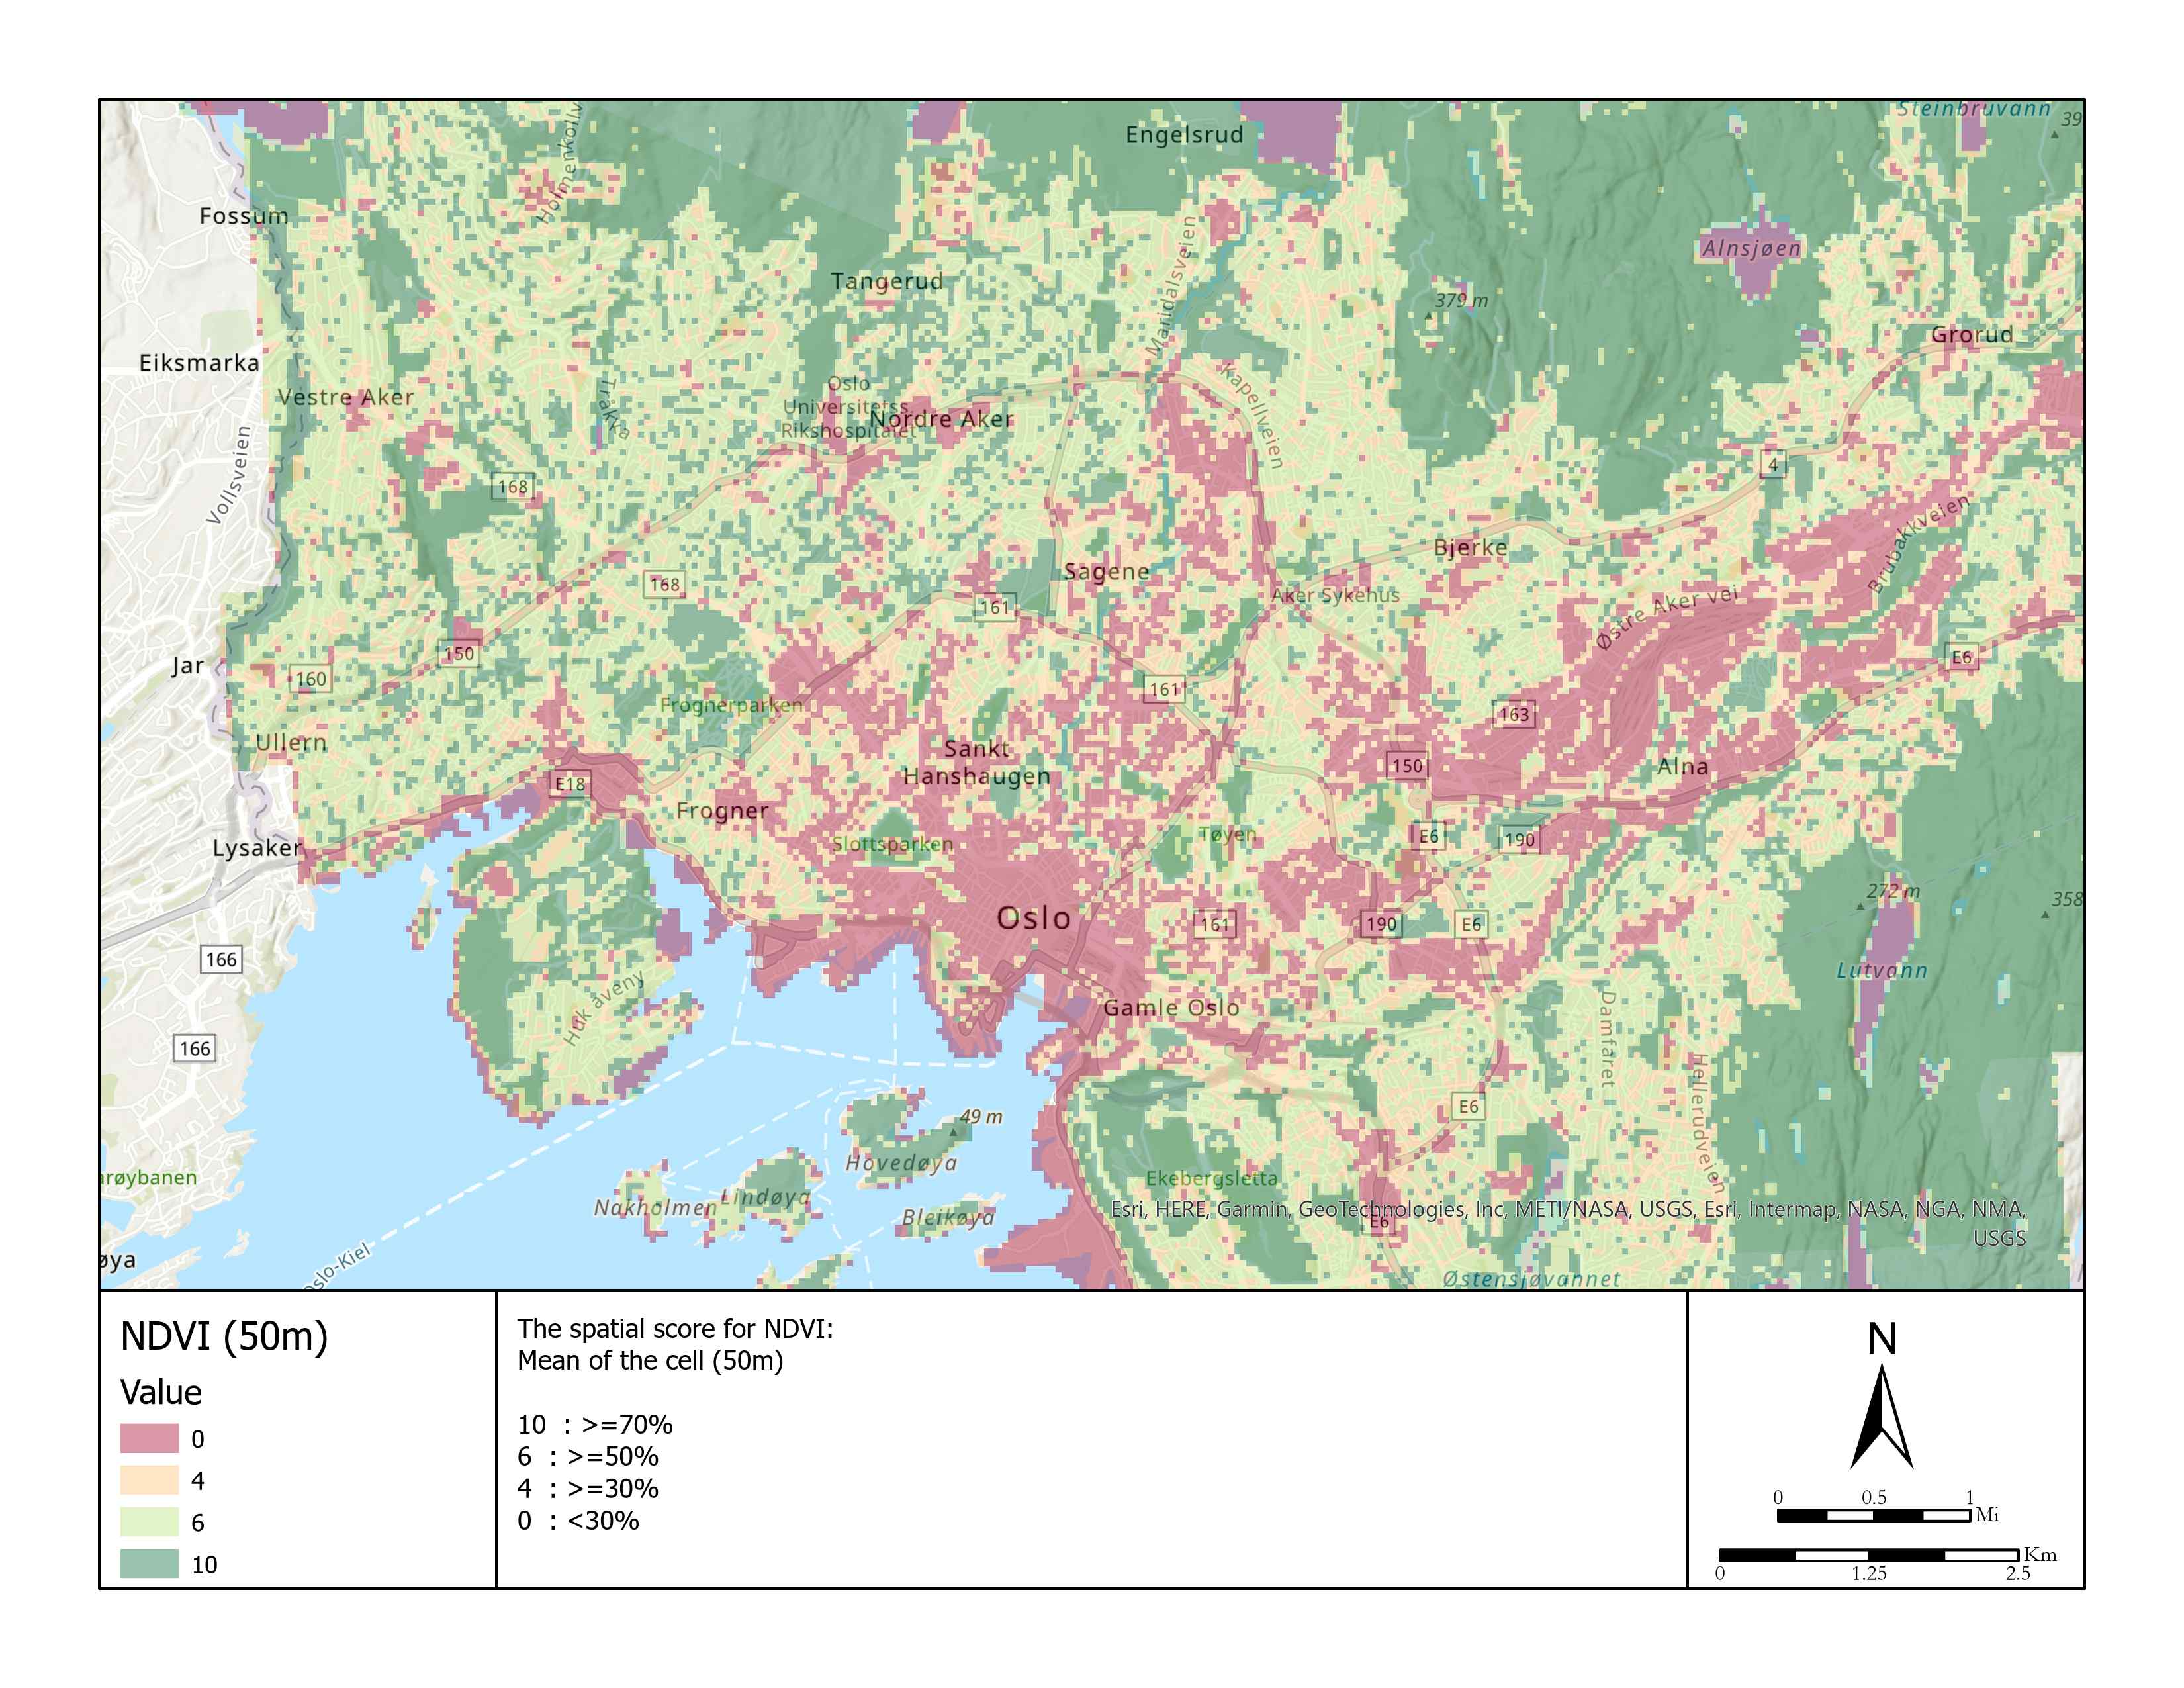 Steinbruvann
39
Engelsrud
Fossum
Alnsjøen
Maridalsveien
Tangerud
379 m
Grorud
Eiksmarka
Vestre Aker
Oslo
Universiterss
Rikshospitalet
Nordre Aker
Kapellveien
Vollsveien
168
4
Brubakkveien
Bjerke
Sagene
168
161
Aker Sykehus
Østre Aker vei
150
E6
Jar
160
161
Frognerparken
163
Ullern
Sankt
Hanshaugen
150
Alna
E18
Frogner
Slottsparken
Tøyen
E6
190
Lysaker
272 m
358
Oslo
161
190
E6
166
Lutvann
Huk aveny
Gamle Oslo
Damfaret
166
Hellerudveien
E6
49 m
Hovedøya
arøybanen
Ekebergsletta
Nakholmen
Lindøya
Bleikøya
Esri, HERE, Garmin, GeoTechnologies, Inc, METI/NASA, USGS, Esri, Intermap, NASA, NGA, NMA,
USGS
E6
øya
Oslo-Kiel
Østensjøvannet
NDVI (50m)
Value
0
4
6
10
The spatial score for NDVI:
Mean of the cell (50m)
10 : >=70%
6 : >=50%
4 : >=30%
0 : <30%
N
0 0.5 1
Mi
Km
0 1.25 2.5